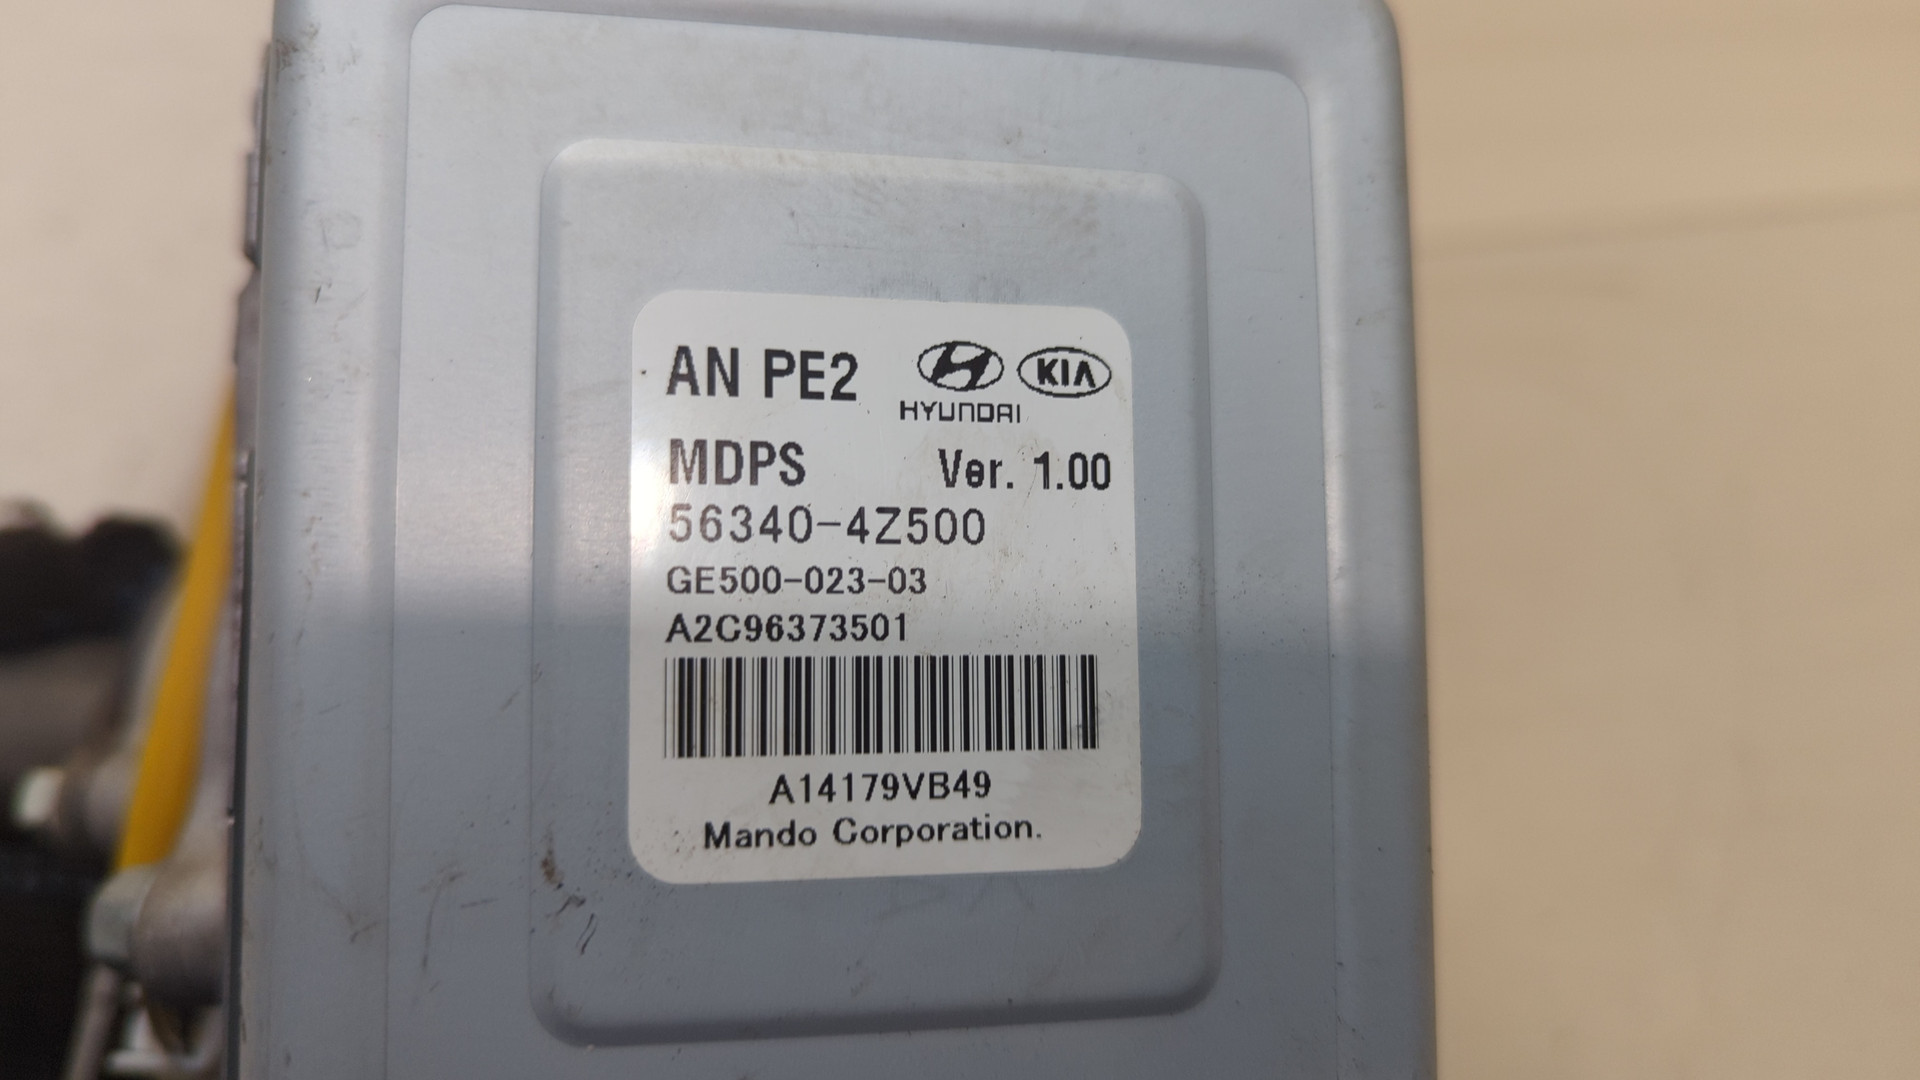 AN PE2
HYUNDAI
KIA
MDPS Ver. 1.00
56340-4Z500
GE500-023-03
A2C96373501
A14179VB49
Mando Corporation.